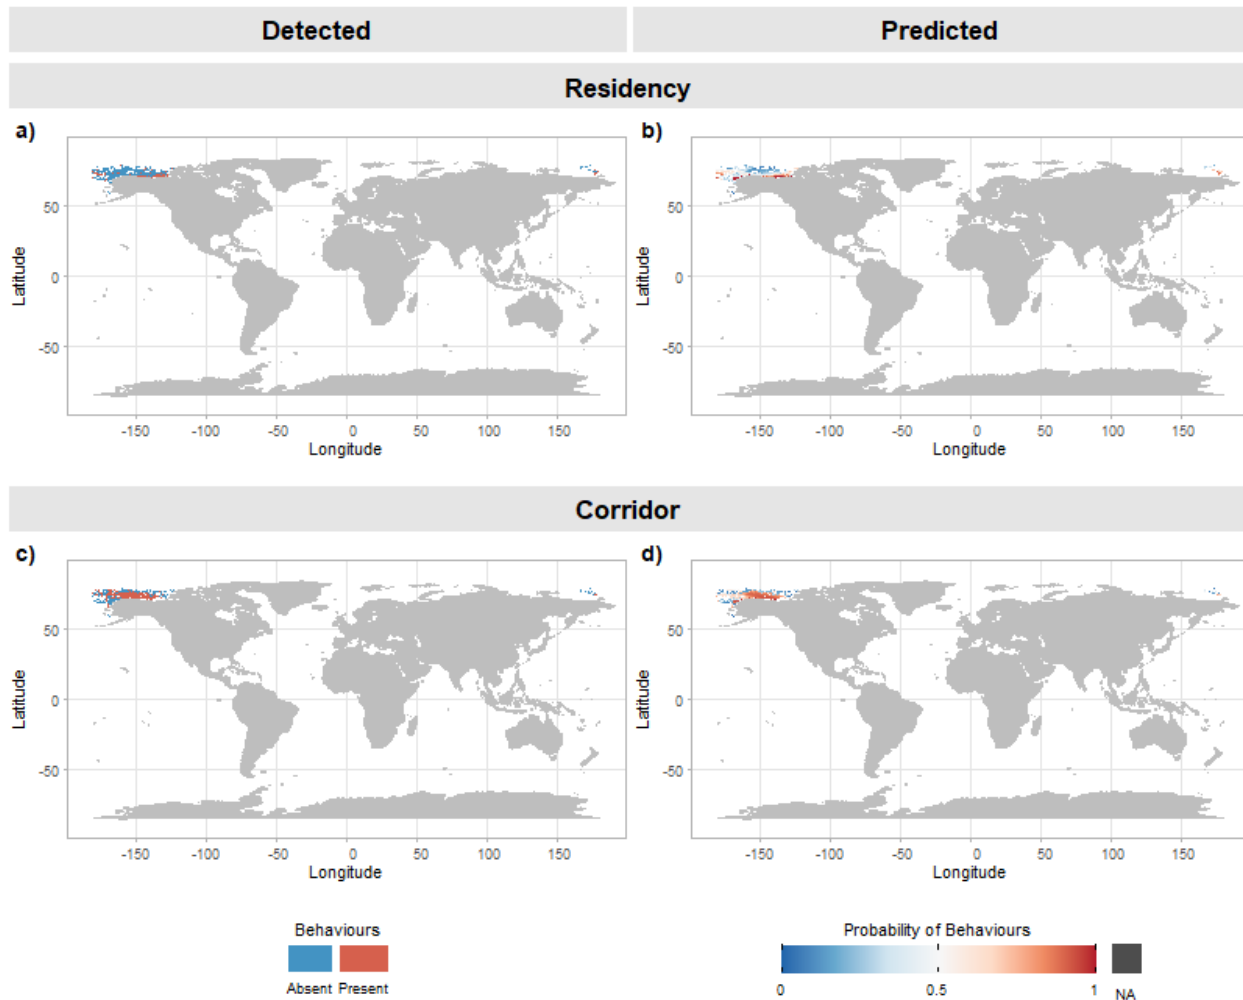 Detected Predicted
Residency
a) b)
50 50
0 0
-50 -50
Latitude Latitude
-150 -100 -50 0 50 100 150 -150 -100 -50 0 50 100 150
Longitude Longitude
Corridor
c) d)
50 50
0 0
-50 -50
Latitude Latitude
-150 -100 -50 0 50 100 150 -150 -100 -50 0 50 100 150
Longitude Longitude
Behaviours Probability of Behaviours
Absent Present 0 0.5 1 NA